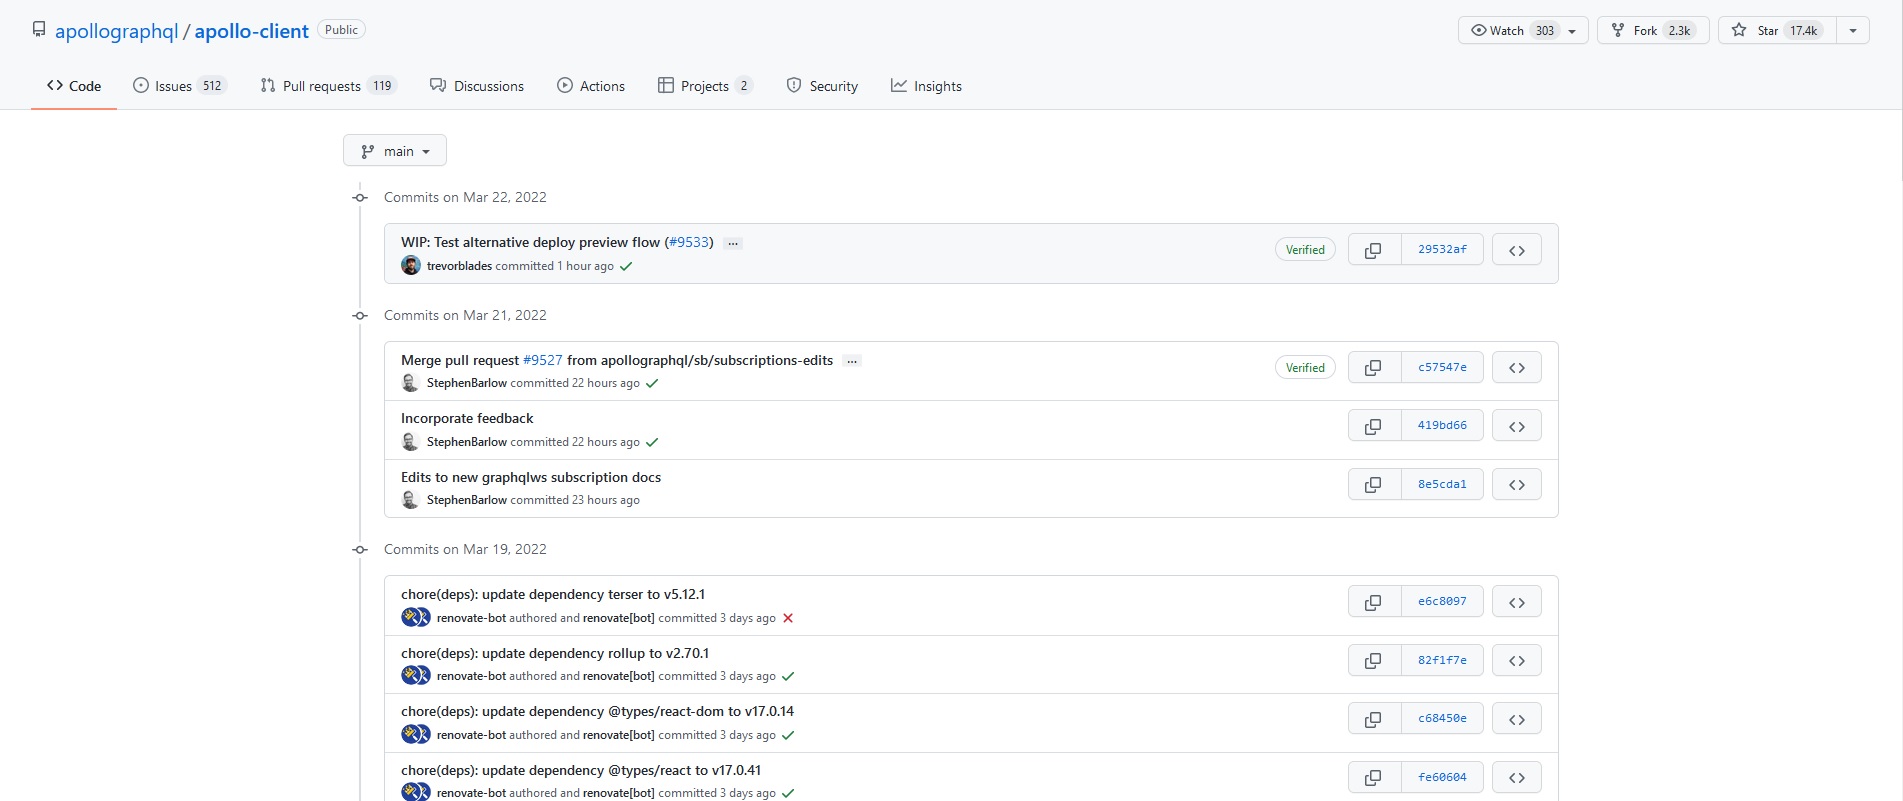 apollographql / apollo-client Public
Watch 303 Fork 2.3k Star 17.4k
Code Issues 512 Pull requests 119 Discussions Actions Projects 2 Security Insights
main
Commits on Mar 22, 2022
WIP: Test alternative deploy preview flow (#9533) ...
trevorblades committed 1 hour ago
Verified 29532af
Commits on Mar 21, 2022
Merge pull request #9527 from apollographql/sb/subscriptions-edits ...
StephenBarlow committed 22 hours ago
Verified c57547e
Incorporate feedback
StephenBarlow committed 22 hours ago
419bd66
Edits to new graphqlws subscription docs
StephenBarlow committed 23 hours ago
8e5cda1
Commits on Mar 19, 2022
chore(deps): update dependency terser to v5.12.1
renovate-bot authored and renovate[bot] committed 3 days ago
e6c8097
chore(deps): update dependency rollup to v2.70.1
renovate-bot authored and renovate[bot] committed 3 days ago
82f1f7e
chore(deps): update dependency @types/react-dom to v17.0.14
renovate-bot authored and renovate[bot] committed 3 days ago
c68450e
chore(deps): update dependency @types/react to v17.0.41
renovate-bot authored and renovate[bot] committed 3 days ago
fe60604